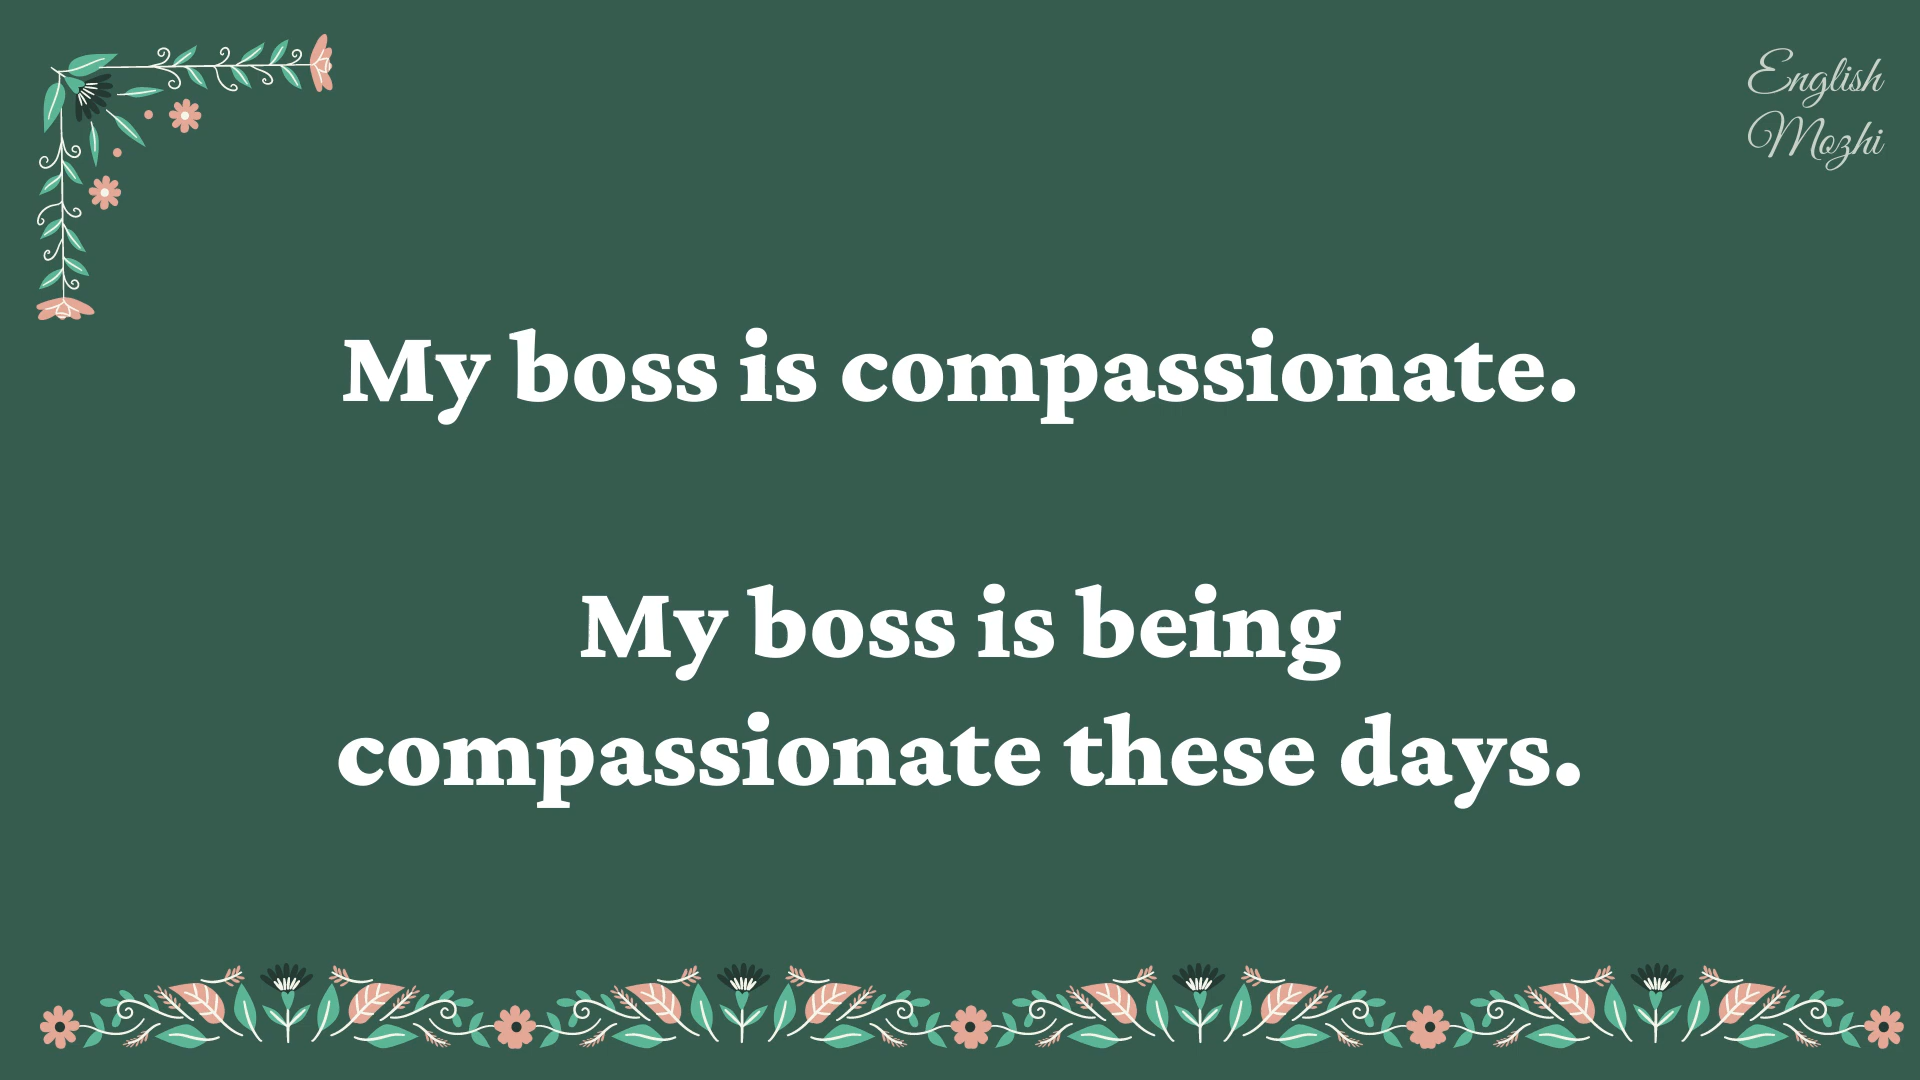 English
Mozhi
My boss is compassionate.
My boss is being
compassionate these days.